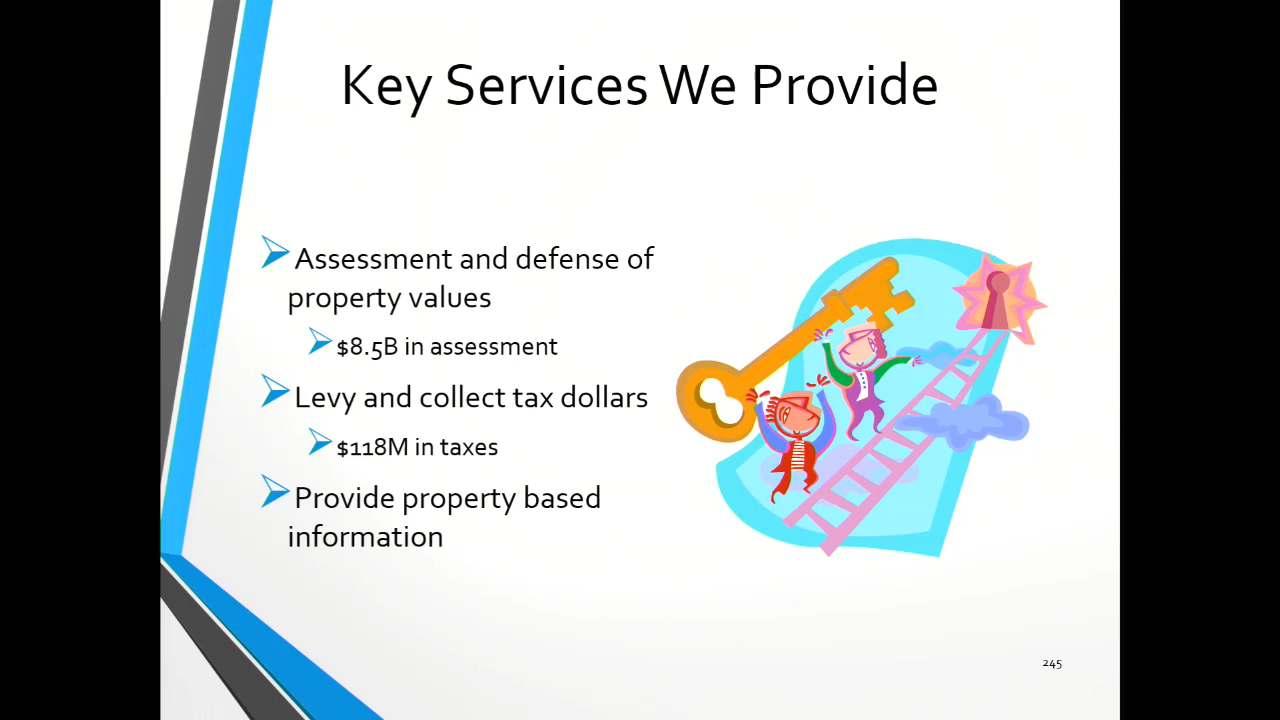 Key Services We Provide
Assessment and defense of
property values
$8.5B in assessment
Levy and collect tax dollars
$118M in taxes
Provide property based
information
245